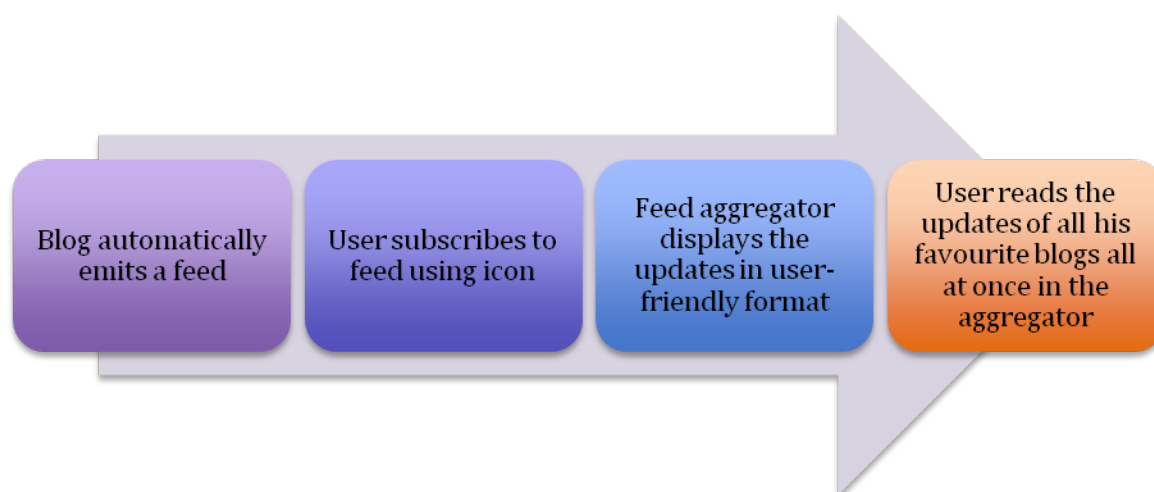 Blog automatically
emits a feed
User subscribes to
feed using icon
Feed aggregator
displays the
updates in user-
friendly format
User reads the
updates of all his
favourite blogs all
at once in the
aggregator